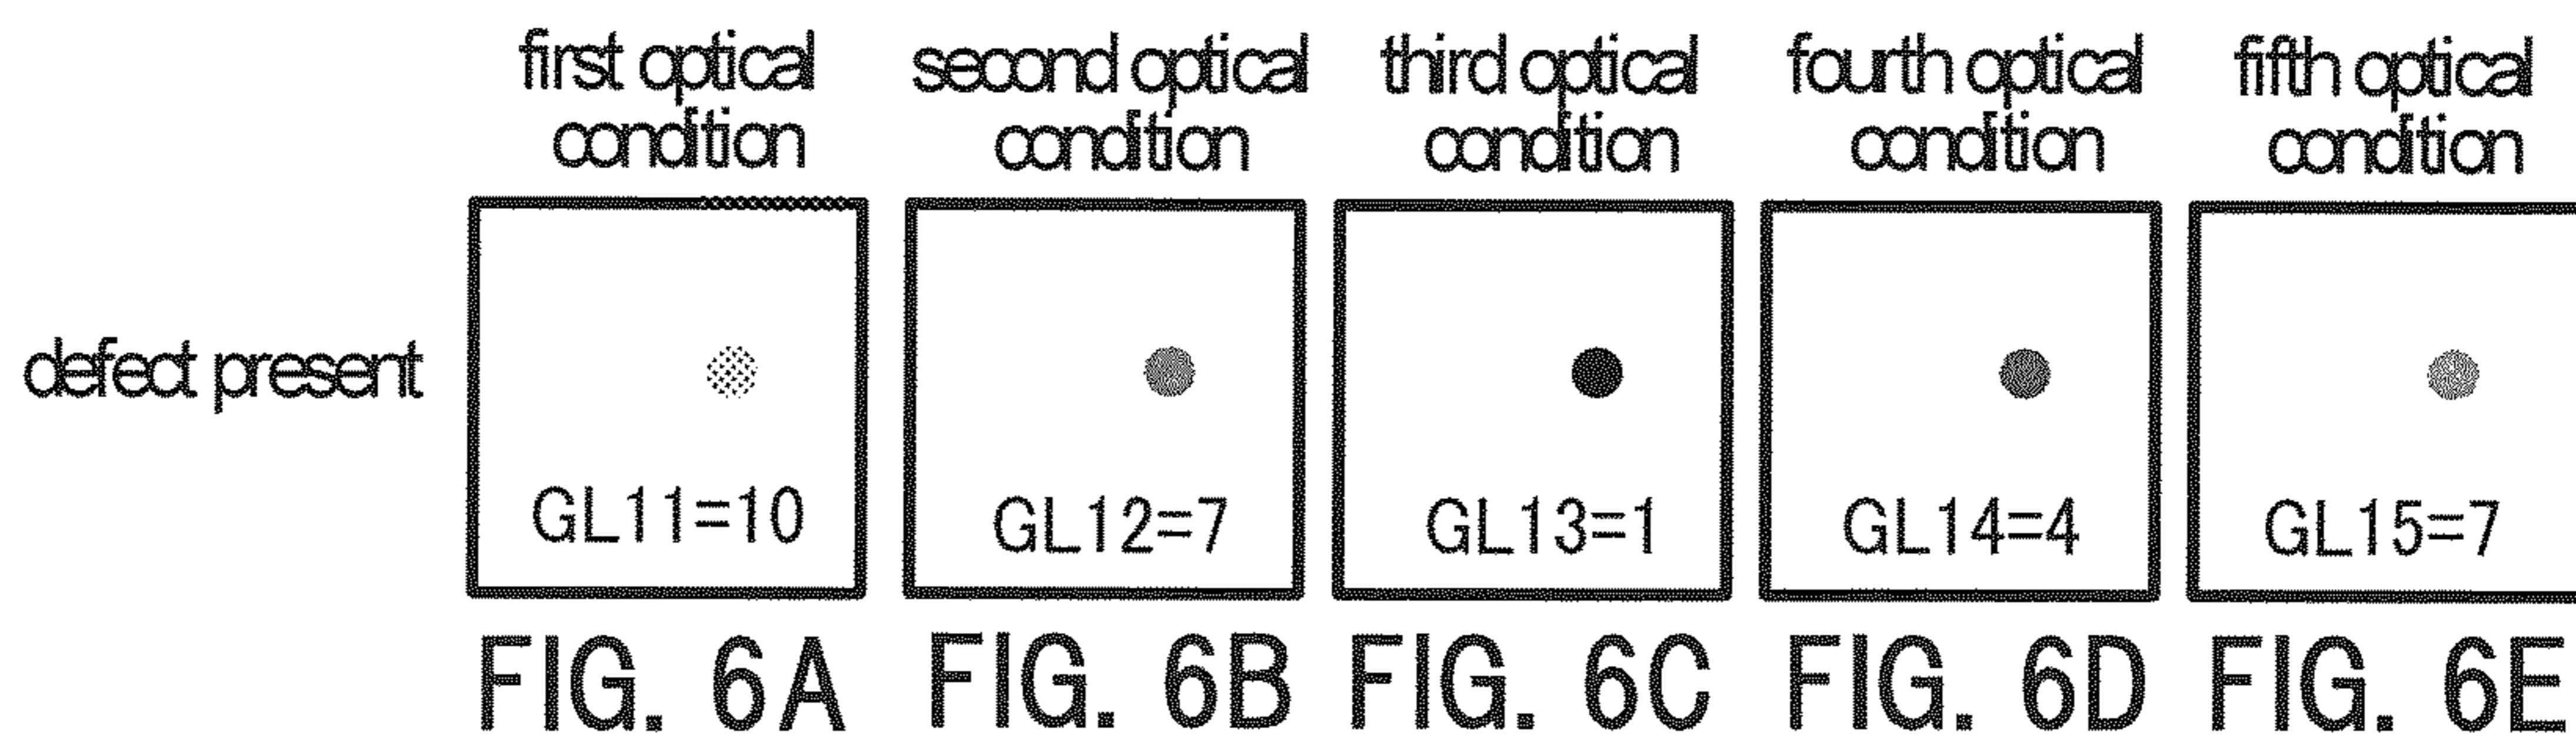 first optical condition
second optical condition
third optical condition
fourth optical condition
fifth optical condition
defect present
GL11=10
GL12=7
GL13=1
GL14=4
GL15=7
FIG. 6A
FIG. 6B
FIG. 6C
FIG. 6D
FIG. 6E